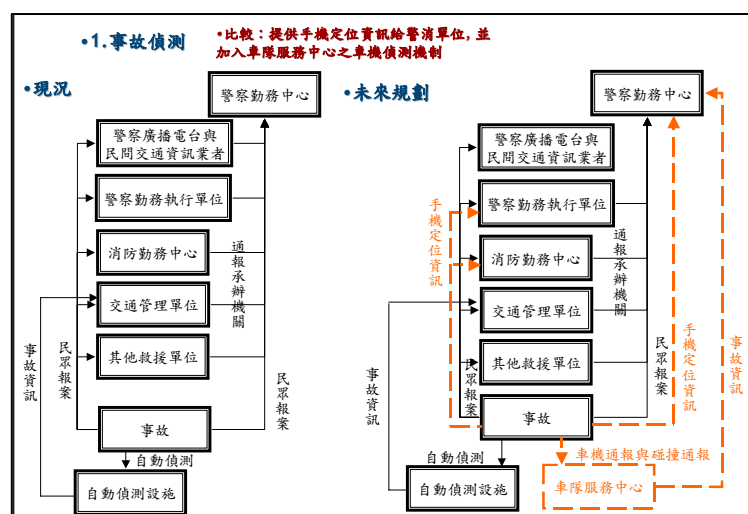 •1.事故偵測
•比較：提供手機定位資訊給警消單位，並
加入車隊服務中心之車機偵測機制
•現況
警察勤務中心
警察廣播電台與
民間交通資訊業者
警察勤務執行單位
消防勤務中心
交通管理單位
其他救援單位
事故
自動偵測
自動偵測設施
事故資訊
民眾報案
通報承辦機關
民眾報案
•未來規劃
警察勤務中心
警察廣播電台與
民間交通資訊業者
警察勤務執行單位
消防勤務中心
交通管理單位
其他救援單位
事故
自動偵測
自動偵測設施
車機通報與碰撞通報
車隊服務中心
事故資訊
民眾報案
手機定位資訊
通報承辦機關
民眾報案
手機定位資訊
事故資訊